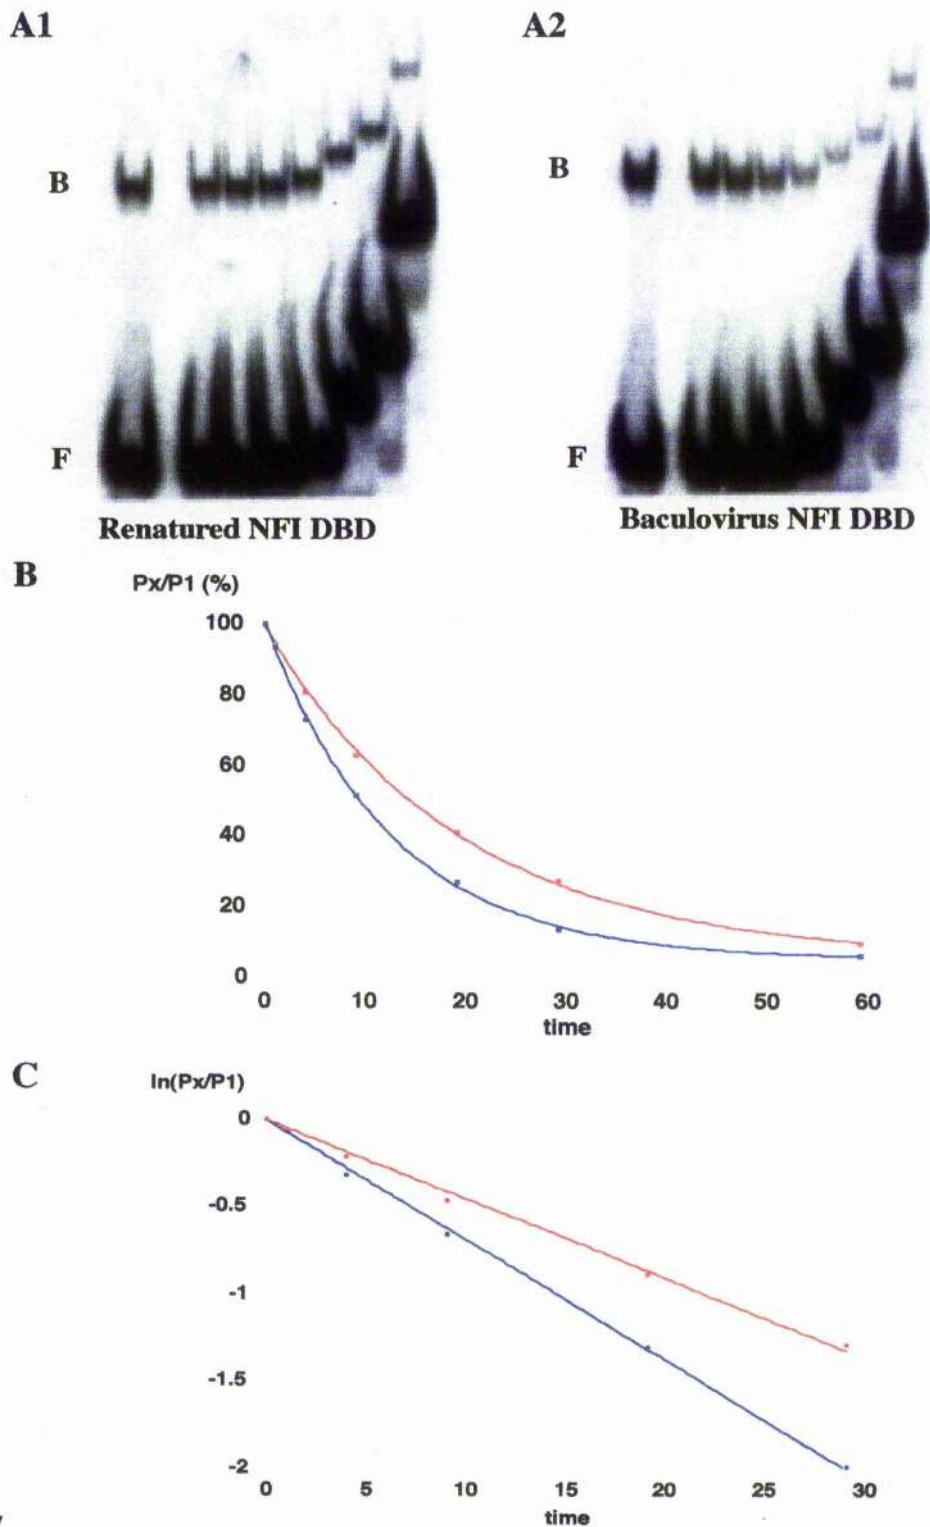 A1
A2
B
B
F
F
Renatured NFI DBD
Baculovirus NFI DBD
B
Px/P1 (%)
100
80
60
40
20
0
0 10 20 30 40 50 60
time
C
ln(Px/P1)
0
-0.5
-1
-1.5
-2
0 5 10 15 20 25 30
time